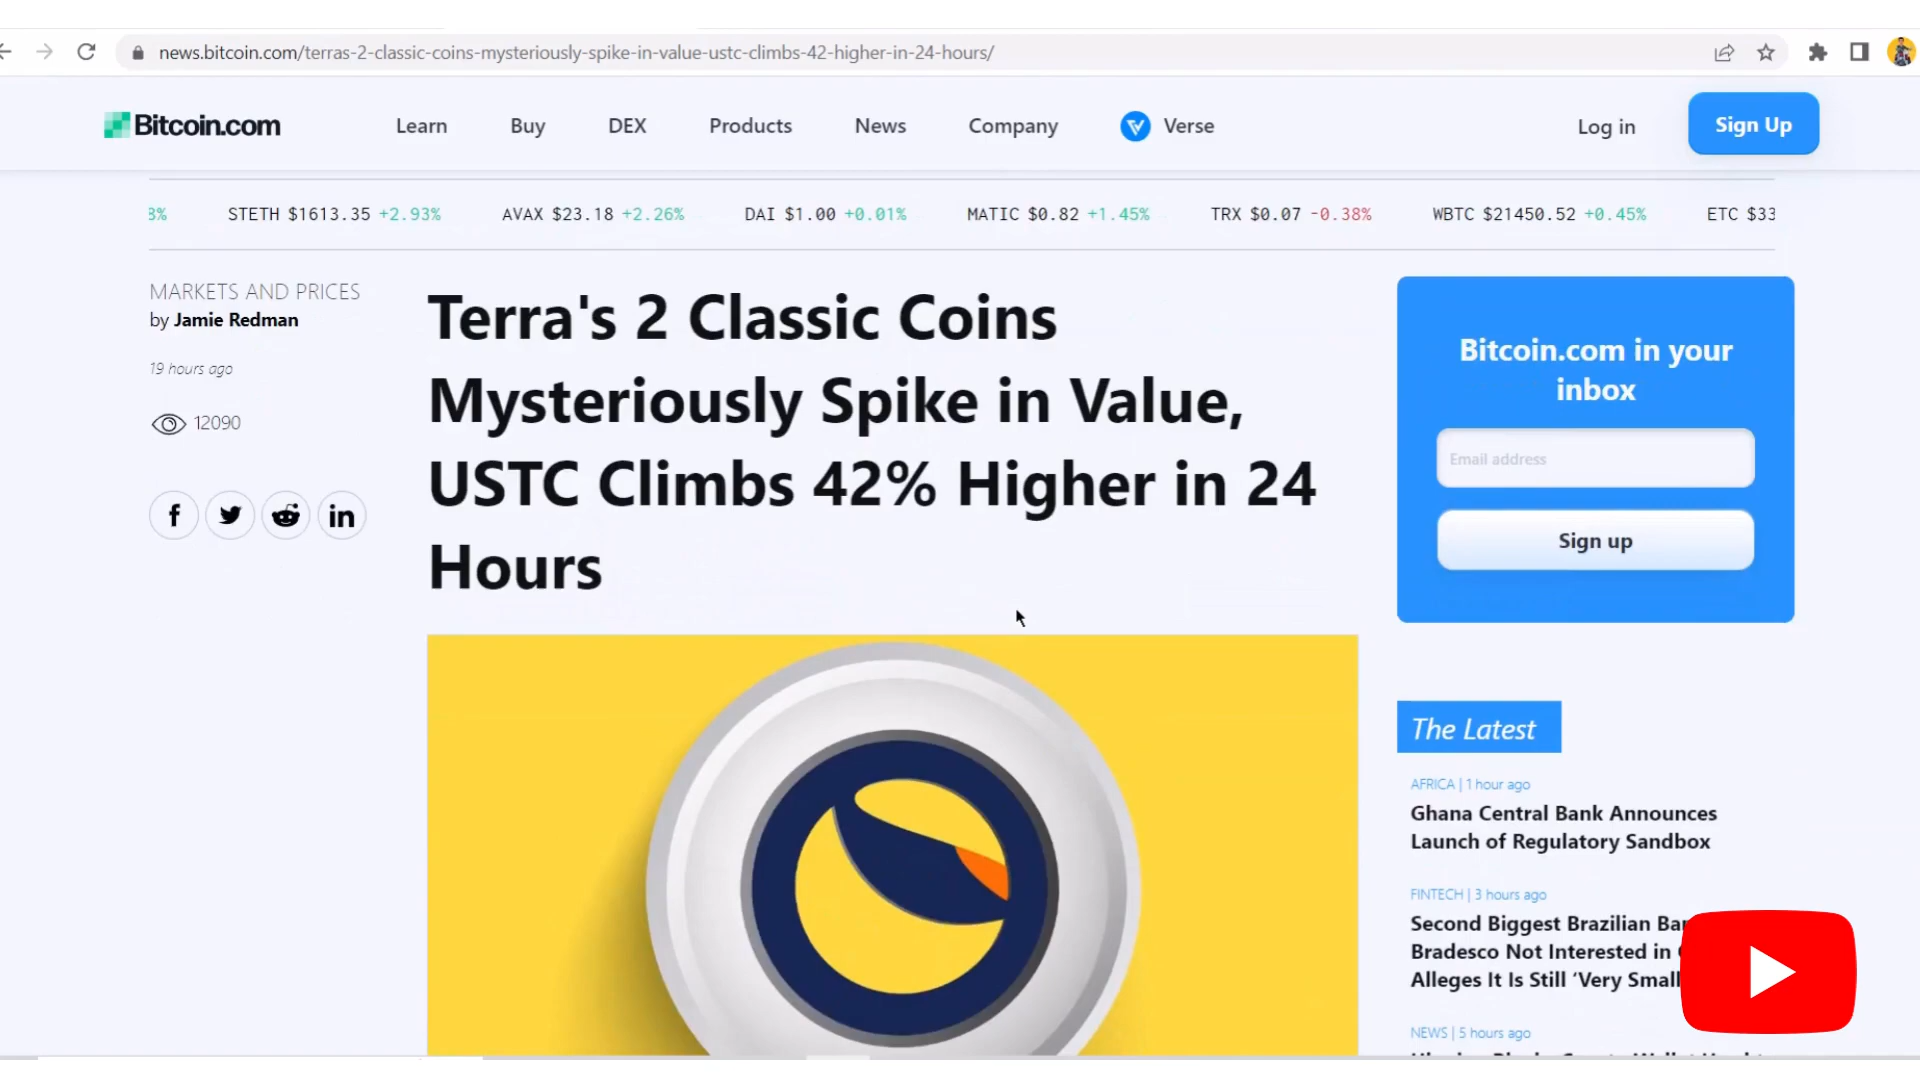 news.bitcoin.com/terras-2-classic-coins-mysteriously-spike-in-value-ustc-climbs-42-higher-in-24-hours/
Bitcoin.com Learn Buy DEX Products News Company Verse Log in Sign Up
8% STETH $1613.35 +2.93% AVAX $23.18 +2.26% DAI $1.00 +0.01% MATIC $0.82 +1.45% TRX $0.07 -0.38% WBTC $21450.52 +0.45% ETC $33
MARKETS AND PRICES
by Jamie Redman
19 hours ago
12090
Terra's 2 Classic Coins
Mysteriously Spike in Value,
USTC Climbs 42% Higher in 24
Hours
Bitcoin.com in your
inbox
Email address
Sign up
The Latest
AFRICA | 1 hour ago
Ghana Central Bank Announces
Launch of Regulatory Sandbox
FINTECH | 3 hours ago
Second Biggest Brazilian
Bradesco Not Interested in
Alleges It Is Still ‘Very Small
NEWS | 5 hours ago